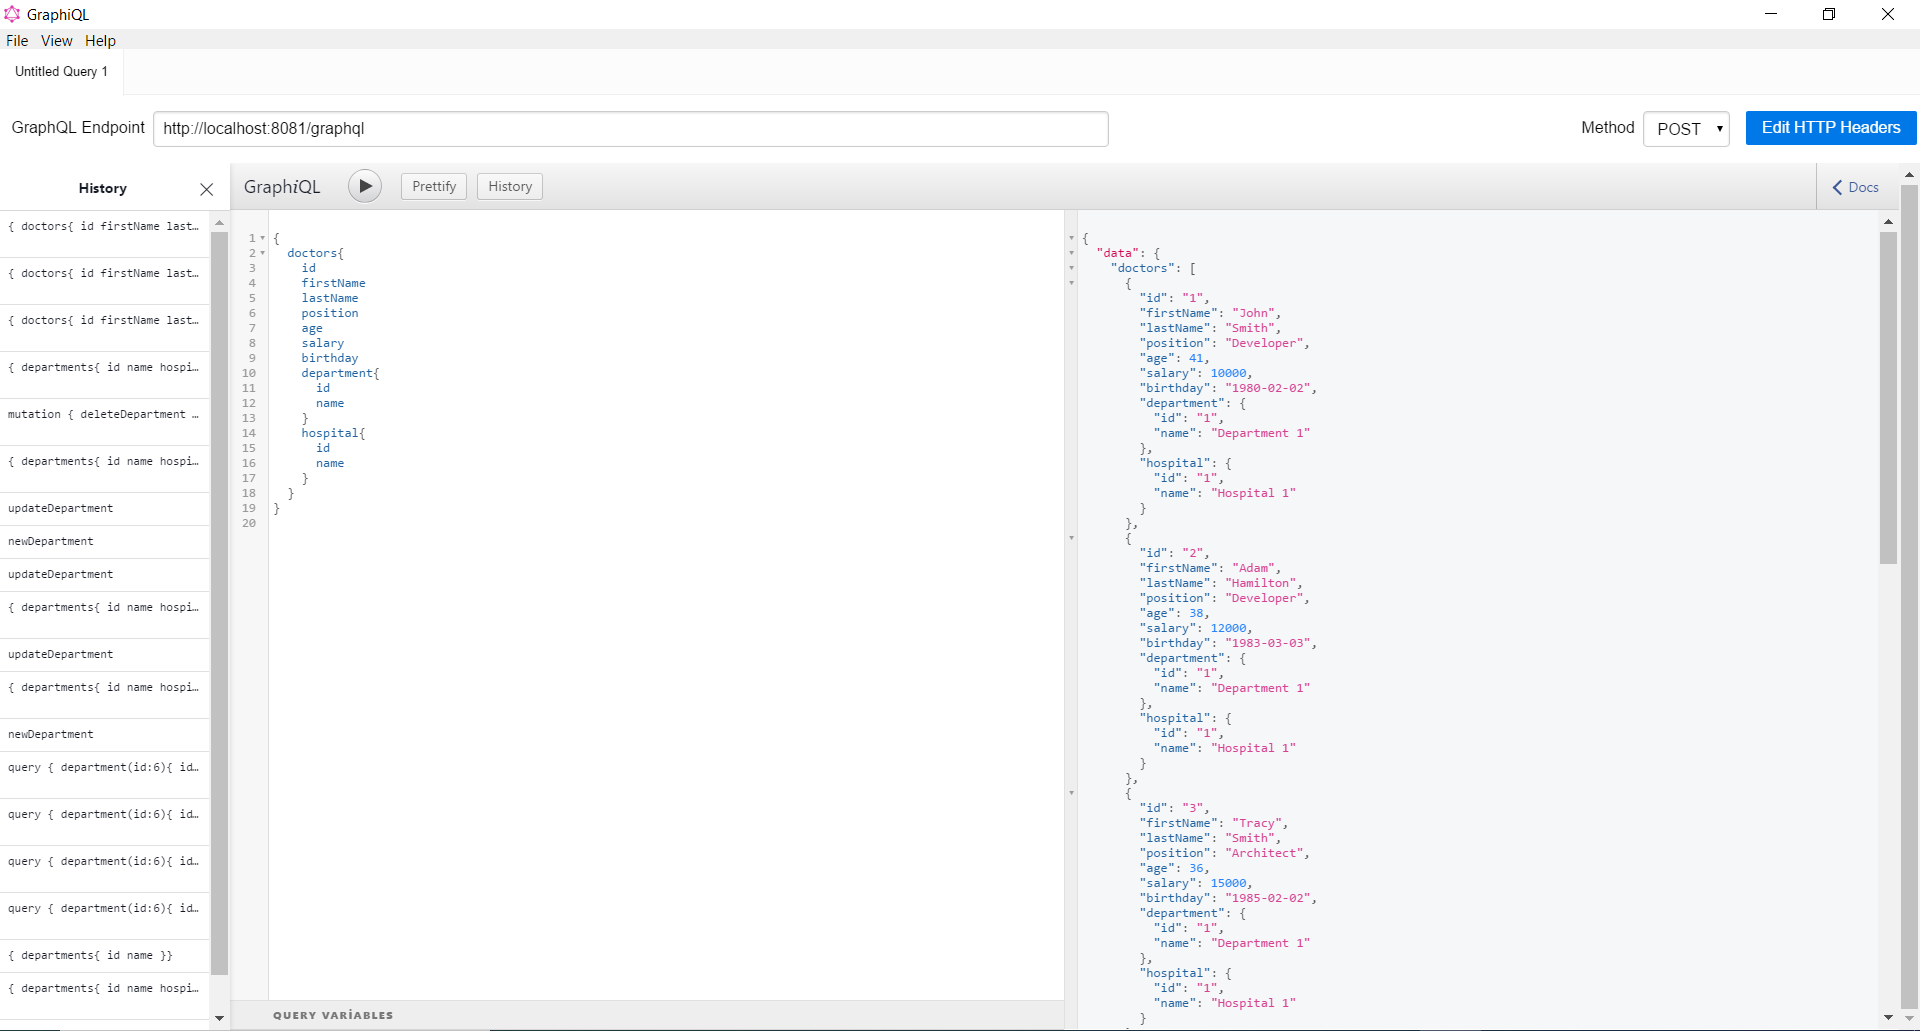 GraphiQL
File View Help
Untitled Query 1
GraphQL Endpoint http://localhost:8081/graphql Method POST Edit HTTP Headers
History
{ doctors{ id firstName last…
{ doctors{ id firstName last…
{ doctors{ id firstName last…
{ departments{ id name hospi…
mutation { deleteDepartment …
{ departments{ id name hospi…
updateDepartment
newDepartment
updateDepartment
{ departments{ id name hospi…
updateDepartment
{ departments{ id name hospi…
newDepartment
query { department(id:6){ id…
query { department(id:6){ id…
query { department(id:6){ id…
query { department(id:6){ id…
{ departments{ id name }}
{ departments{ id name hospi…
GraphiQL Prettify History Docs
1 {
2 doctors{
3 id
4 firstName
5 lastName
6 position
7 age
8 salary
9 birthday
10 department{
11 id
12 name
13 }
14 hospital{
15 id
16 name
17 }
18 }
19 }
20
QUERY VARİABLES
{
"data": {
"doctors": [
{
"id": "1",
"firstName": "John",
"lastName": "Smith",
"position": "Developer",
"age": 41,
"salary": 10000,
"birthday": "1980-02-02",
"department": {
"id": "1",
"name": "Department 1"
},
"hospital": {
"id": "1",
"name": "Hospital 1"
}
},
{
"id": "2",
"firstName": "Adam",
"lastName": "Hamilton",
"position": "Developer",
"age": 38,
"salary": 12000,
"birthday": "1983-03-03",
"department": {
"id": "1",
"name": "Department 1"
},
"hospital": {
"id": "1",
"name": "Hospital 1"
}
},
{
"id": "3",
"firstName": "Tracy",
"lastName": "Smith",
"position": "Architect",
"age": 36,
"salary": 15000,
"birthday": "1985-02-02",
"department": {
"id": "1",
"name": "Department 1"
},
"hospital": {
"id": "1",
"name": "Hospital 1"
}